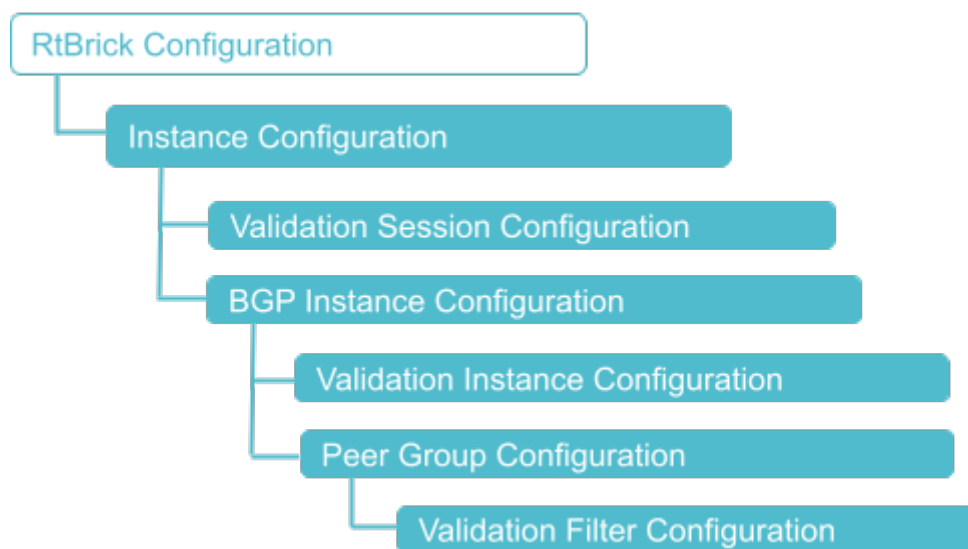 RtBrick Configuration
Instance Configuration
Validation Session Configuration
BGP Instance Configuration
Validation Instance Configuration
Peer Group Configuration
Validation Filter Configuration